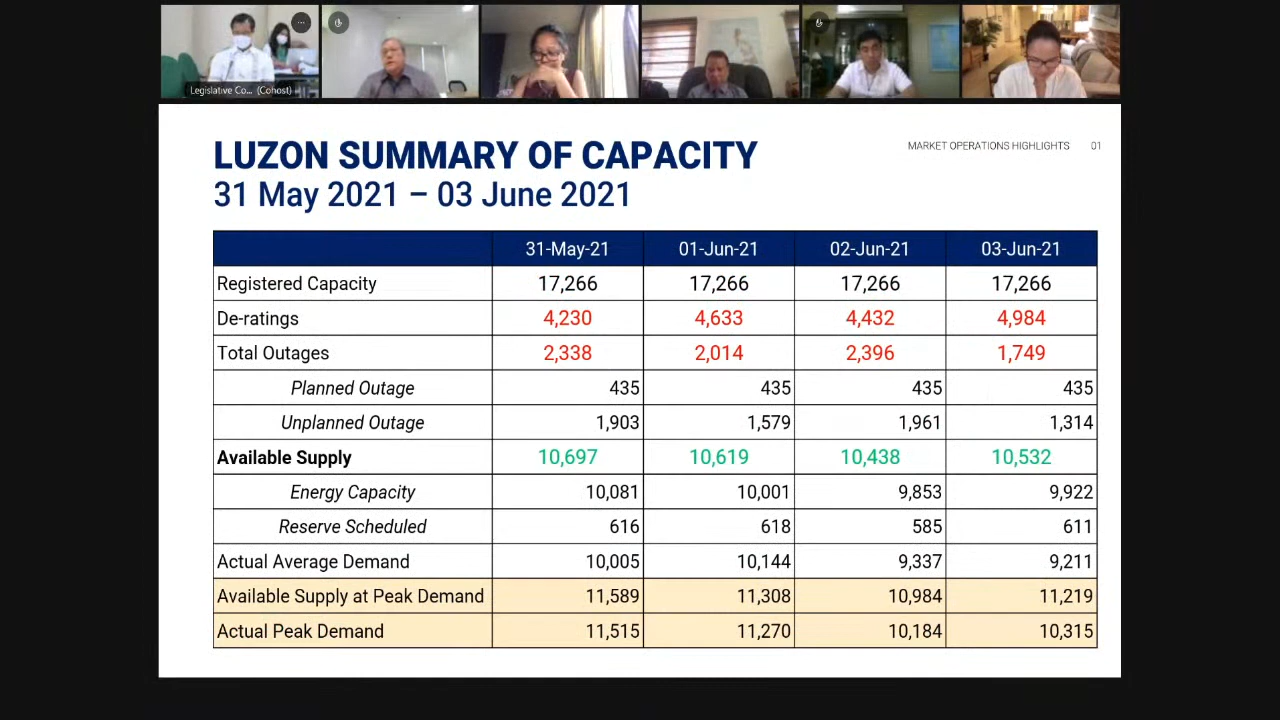 Legislative Co... (Cohost)
LUZON SUMMARY OF CAPACITY
MARKET OPERATIONS HIGHLIGHTS 01
31 May 2021 – 03 June 2021
31-May-21 01-Jun-21 02-Jun-21 03-Jun-21
Registered Capacity 17,266 17,266 17,266 17,266
De-ratings 4,230 4,633 4,432 4,984
Total Outages 2,338 2,014 2,396 1,749
Planned Outage 435 435 435 435
Unplanned Outage 1,903 1,579 1,961 1,314
Available Supply 10,697 10,619 10,438 10,532
Energy Capacity 10,081 10,001 9,853 9,922
Reserve Scheduled 616 618 585 611
Actual Average Demand 10,005 10,144 9,337 9,211
Available Supply at Peak Demand 11,589 11,308 10,984 11,219
Actual Peak Demand 11,515 11,270 10,184 10,315